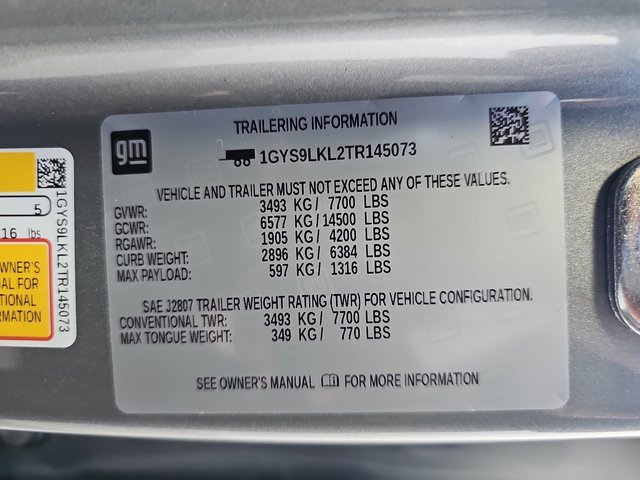 TRAILERING INFORMATION
gm
1GYS9LKL2TR145073
VEHICLE AND TRAILER MUST NOT EXCEED ANY OF THESE VALUES.
GVWR: 3493 KG/ 7700 LBS
GCWR: 6577 KG/ 14500 LBS
RGAWR: 1905 KG/ 4200 LBS
CURB WEIGHT: 2896 KG/ 6384 LBS
MAX PAYLOAD: 597 KG/ 1316 LBS
SAE J2807 TRAILER WEIGHT RATING (TWR) FOR VEHICLE CONFIGURATION.
CONVENTIONAL TWR: 3493 KG / 7700 LBS
MAX TONGUE WEIGHT: 349 KG / 770 LBS
SEE OWNER'S MANUAL FOR MORE INFORMATION
5
16 lbs
WNER'S
UAL FOR
TIONAL
RMATION
1GYS9LKL2TR145073